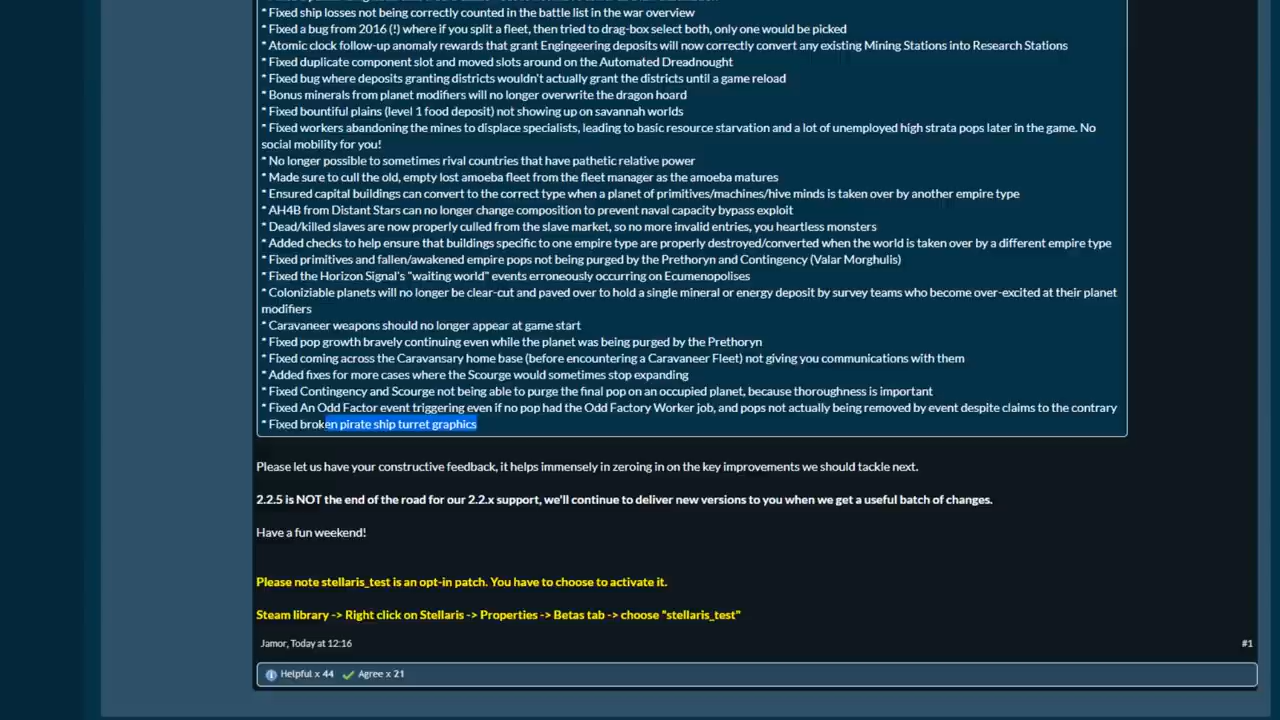 * Fixed ship losses not being correctly counted in the battle list in the war overview
* Fixed a bug from 2016 (!) where if you split a fleet, then tried to drag-box select both, only one would be picked
* Atomic clock follow-up anomaly rewards that grant Engineering deposits will now correctly convert any existing Mining Stations into Research Stations
* Fixed duplicate component slot and moved slots around on the Automated Dreadnought
* Fixed bug where deposits granting districts wouldn't actually grant the districts until a game reload
* Bonus minerals from planet modifiers will no longer overwrite the dragon hoard
* Fixed bountiful plains (level 1 food deposit) not showing up on savannah worlds
* Fixed workers abandoning the mines to displace specialists, leading to basic resource starvation and a lot of unemployed high strata pops later in the game. No
social mobility for you!
* No longer possible to sometimes rival countries that have pathetic relative power
* Made sure to cull the old, empty lost amoeba fleet from the fleet manager as the amoeba matures
* Ensured capital buildings can convert to the correct type when a planet of primitives/machines/hive minds is taken over by another empire type
* AH4B from Distant Stars can no longer change composition to prevent naval capacity bypass exploit
* Dead/killed slaves are now properly culled from the slave market, so no more invalid entries, you heartless monsters
* Added checks to help ensure that buildings specific to one empire type are properly destroyed/converted when the world is taken over by a different empire type
* Fixed primitives and fallen/awakened empire pops not being purged by the Prethoryn and Contingency (Valar Morghulis)
* Fixed the Horizon Signal's "waiting world" events erroneously occurring on Ecumenopolises
* Coloniziable planets will no longer be clear-cut and paved over to hold a single mineral or energy deposit by survey teams who become over-excited at their planet
modifiers
* Caravaneer weapons should no longer appear at game start
* Fixed pop growth bravely continuing even while the planet was being purged by the Prethoryn
* Fixed coming across the Caravansary home base (before encountering a Caravaneer Fleet) not giving you communications with them
* Added fixes for more cases where the Scourge would sometimes stop expanding
* Fixed Contingency and Scourge not being able to purge the final pop on an occupied planet, because thoroughness is important
* Fixed An Odd Factor event triggering even if no pop had the Odd Factory Worker job, and pops not actually being removed by event despite claims to the contrary
* Fixed broken pirate ship turret graphics
Please let us have your constructive feedback, it helps immensely in zeroing in on the key improvements we should tackle next.
2.2.5 is NOT the end of the road for our 2.2.x support, we'll continue to deliver new versions to you when we get a useful batch of changes.
Have a fun weekend!
Please note stellaris_test is an opt-in patch. You have to choose to activate it.
Steam library -> Right click on Stellaris -> Properties -> Betas tab -> choose "stellaris_test"
Jamor, Today at 12:16 #1
Helpful x 44 Agree x 21